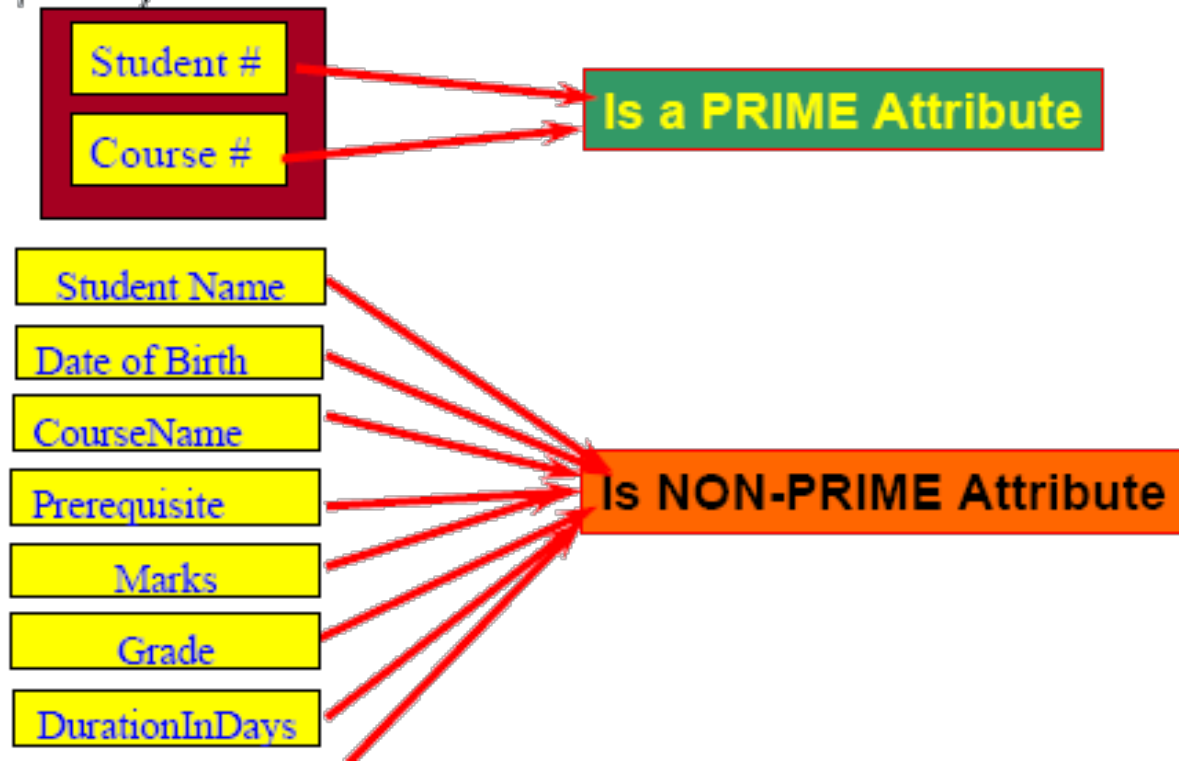 Student #
Is a PRIME Attribute
Course #
Student Name
Date of Birth
CourseName
Prerequisite
Is NON-PRIME Attribute
Marks
Grade
DurationInDays